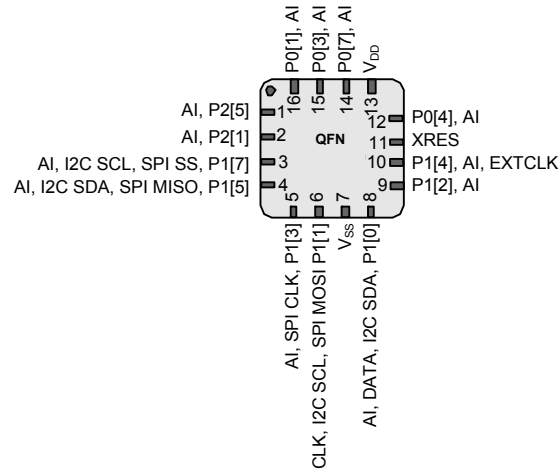 P0[1], AI
P0[3], AI
P0[7], AI
VDD
16
15
14
13
AI, P2[5]
1
AI, P2[1]
2
AI, I2C SCL, SPI SS, P1[7]
3
AI, I2C SDA, SPI MISO, P1[5]
4
QFN
12
P0[4], AI
11
XRES
10
P1[4], AI, EXTCLK
9
P1[2], AI
5
6
7
8
AI, SPI CLK, P1[3]
CLK, I2C SCL, SPI MOSI P1[1]
VSS
AI, DATA, I2C SDA, P1[0]